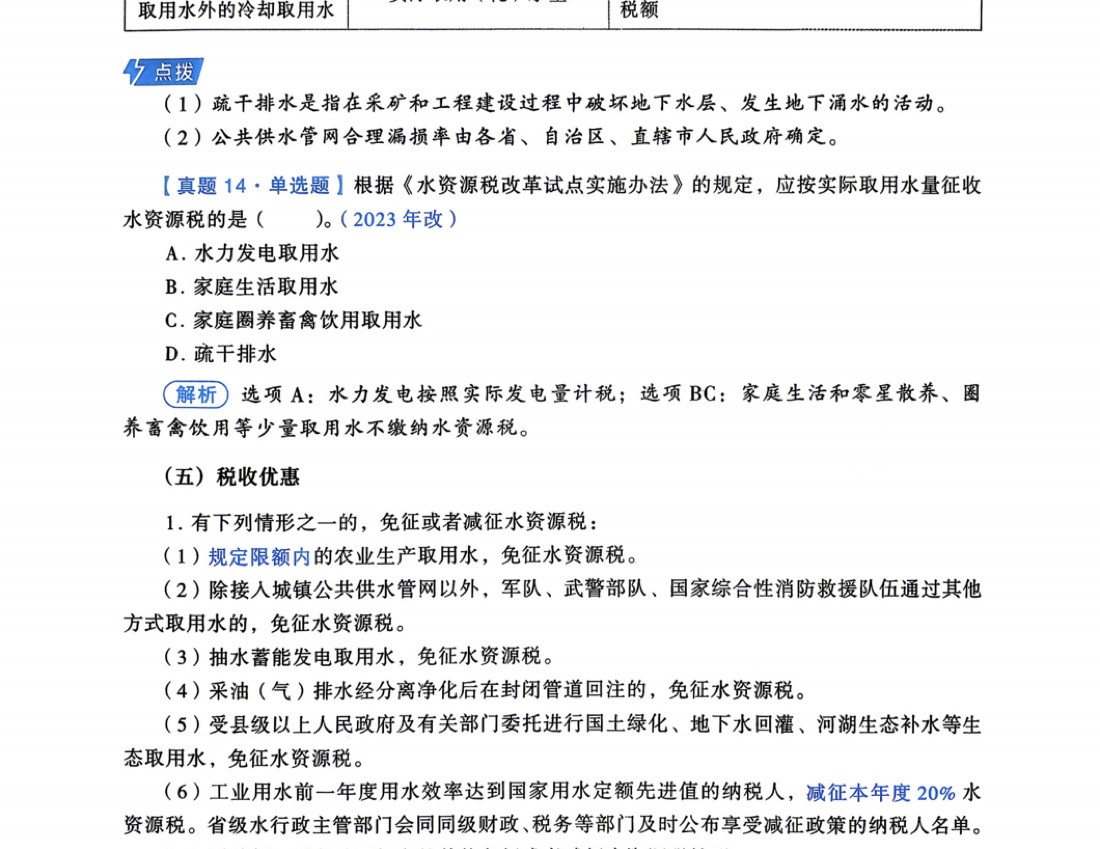 取用水外的冷却取用水
税额
点拨
（1）疏干排水是指在采矿和工程建设过程中破坏地下水层、发生地下涌水的活动。
（2）公共供水管网合理漏损率由各省、自治区、直辖市人民政府确定。
【真题 14·单选题】根据《水资源税改革试点实施办法》的规定，应按实际取用水量征收
水资源税的是（　　）。（2023 年改）
A. 水力发电取用水
B. 家庭生活取用水
C. 家庭圈养畜禽饮用取用水
D. 疏干排水
解析 选项 A：水力发电按照实际发电量计税；选项 BC：家庭生活和零星散养、圈
养畜禽饮用等少量取用水不缴纳水资源税。
（五）税收优惠
1. 有下列情形之一的，免征或者减征水资源税：
（1）规定限额内的农业生产取用水，免征水资源税。
（2）除接入城镇公共供水管网以外，军队、武警部队、国家综合性消防救援队伍通过其他
方式取用水的，免征水资源税。
（3）抽水蓄能发电取用水，免征水资源税。
（4）采油（气）排水经分离净化后在封闭管道回注的，免征水资源税。
（5）受县级以上人民政府及有关部门委托进行国土绿化、地下水回灌、河湖生态补水等生
态取用水，免征水资源税。
（6）工业用水前一年度用水效率达到国家用水定额先进值的纳税人，减征本年度 20% 水
资源税。省级水行政主管部门会同同级财政、税务等部门及时公布享受减征政策的纳税人名单。